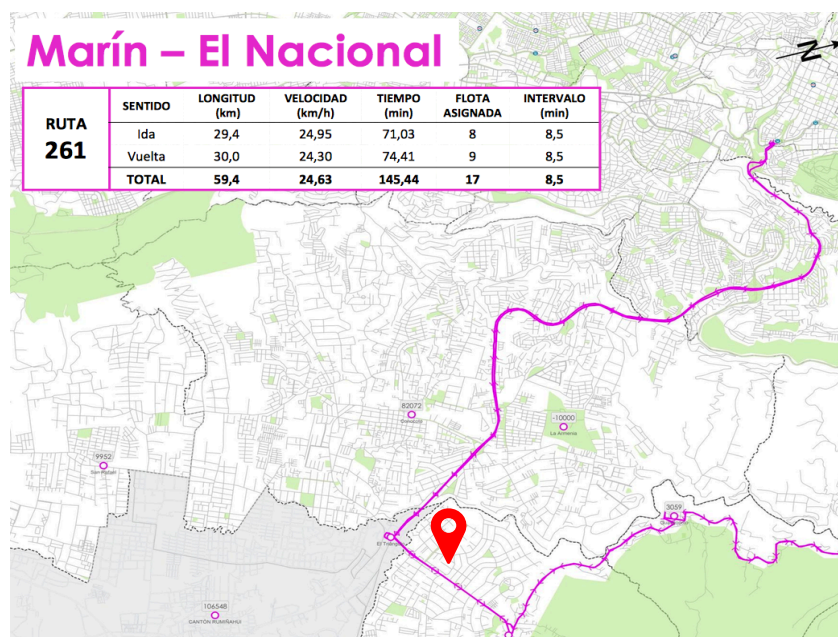 Marín – El Nacional
N
RUTA
261
SENTIDO LONGITUD (km) VELOCIDAD (km/h) TIEMPO (min) FLOTA ASIGNADA INTERVALO (min)
Ida 29,4 24,95 71,03 8 8,5
Vuelta 30,0 24,30 74,41 9 8,5
TOTAL 59,4 24,63 145,44 17 8,5
82072
-10000
La Armenia
9952
3059
106548
CANTÓN RUMIÑAHUI